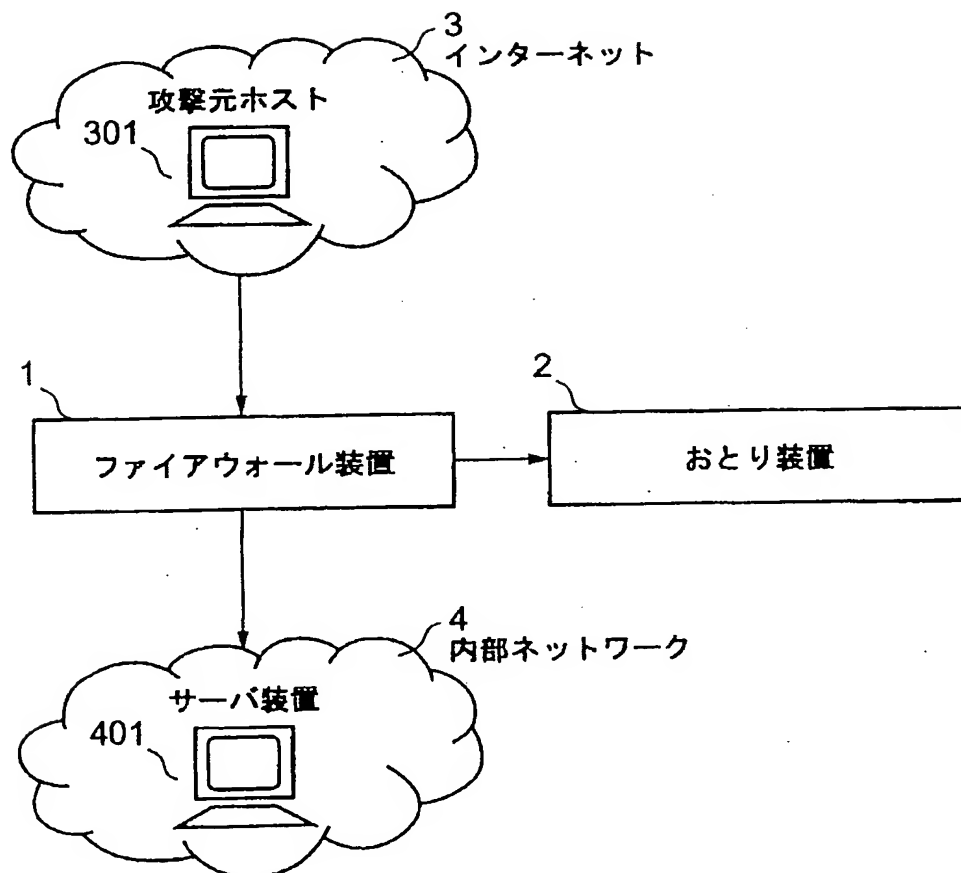 3
インターネット
攻撃元ホスト
301
1
ファイアウォール装置
2
おとり装置
4
内部ネットワーク
サーバ装置
401